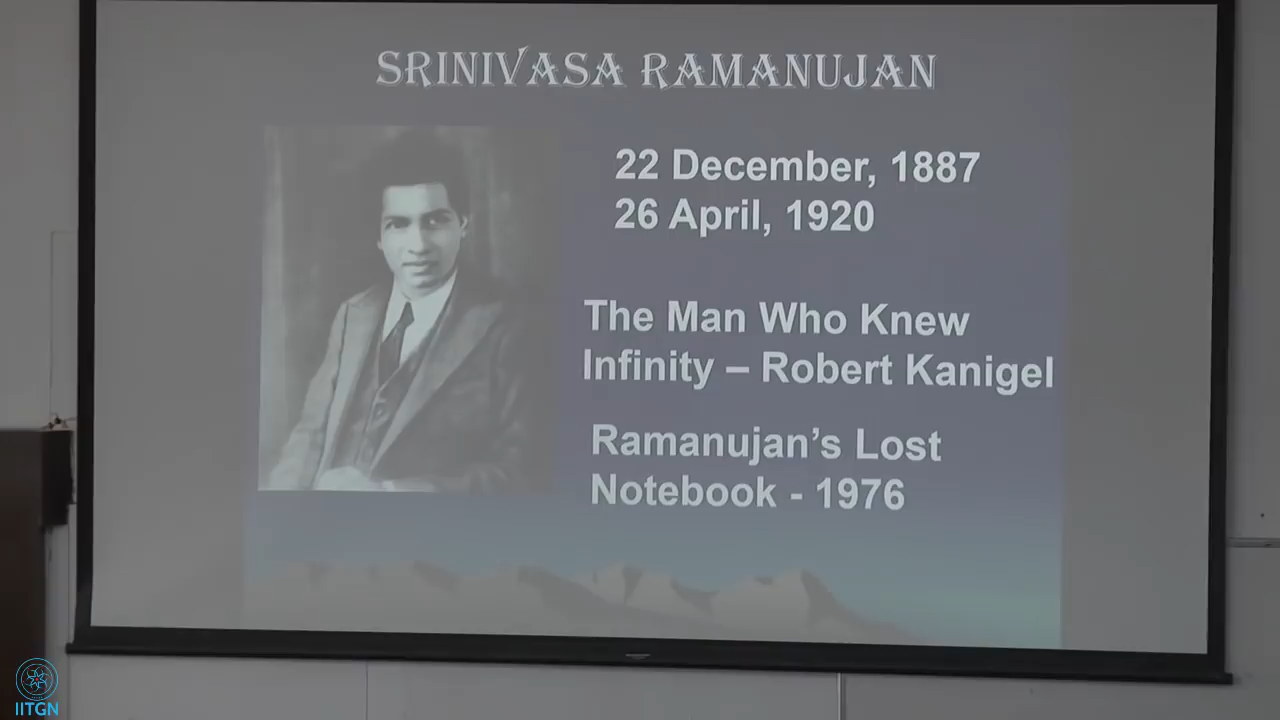 SRINIVASA RAMANUJAN
22 December, 1887
26 April, 1920
The Man Who Knew
Infinity – Robert Kanigel
Ramanujan's Lost
Notebook - 1976
IITGN